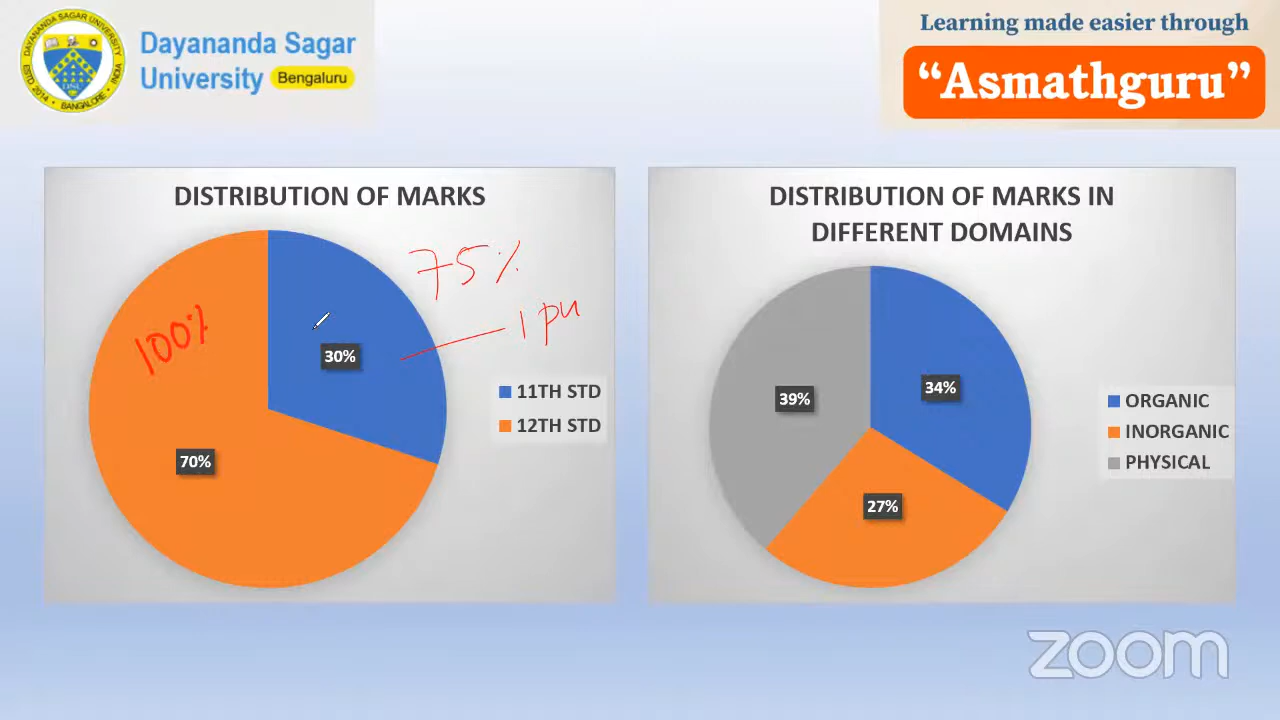 Dayananda Sagar
University Bengaluru
DAYANANDA SAGAR UNIVERSITY
ESTD 2014 • BANGALORE • INDIA
DSU
Learning made easier through
“Asmathguru”
DISTRIBUTION OF MARKS
75%
1 pu
100%
30%
70%
11TH STD
12TH STD
DISTRIBUTION OF MARKS IN
DIFFERENT DOMAINS
34%
39%
27%
ORGANIC
INORGANIC
PHYSICAL
zoom